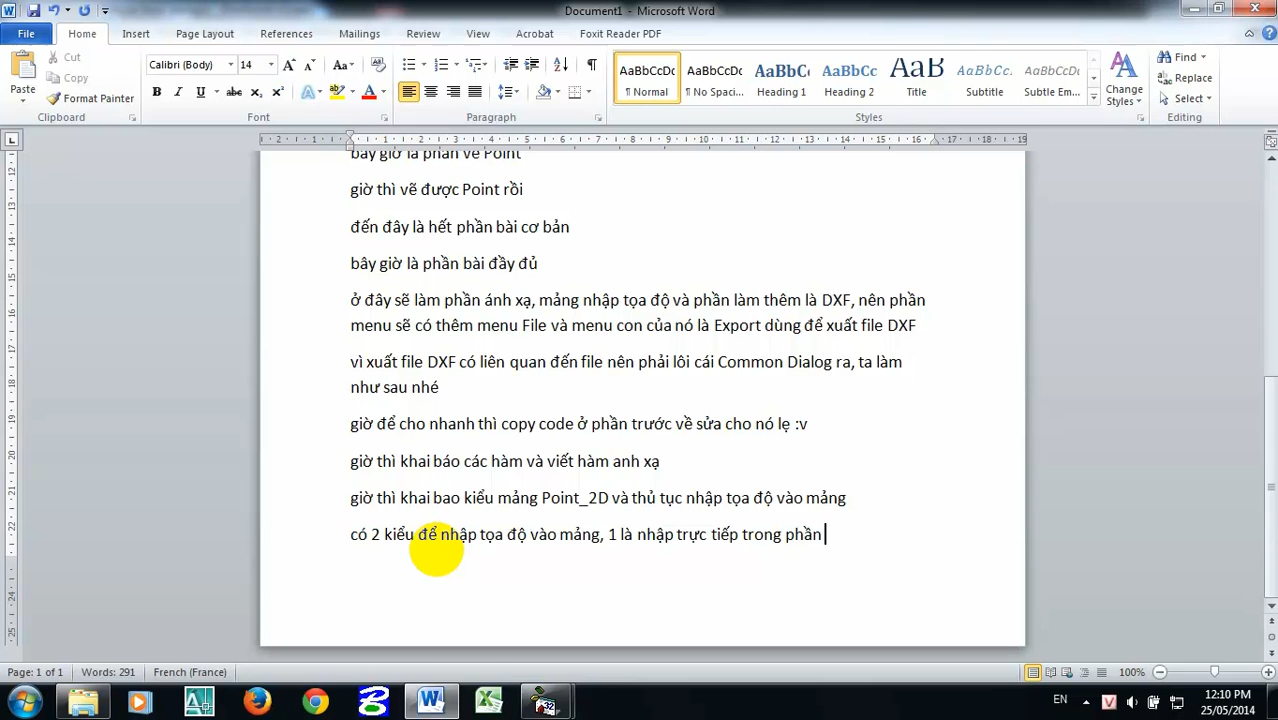 Document1 - Microsoft Word
File Home Insert Page Layout References Mailings Review View Acrobat Foxit Reader PDF
Paste
Cut
Copy
Format Painter
Clipboard
Calibri (Body) 14
Font
Paragraph
AaBbCcDc AaBbCcDc AaBbCc AaBbCc AaB AaBbCc. AaBbCcDc
¶ Normal ¶ No Spaci... Heading 1 Heading 2 Title Subtitle Subtle Em...
Change Styles
Styles
Find
Replace
Select
Editing
bây giờ là phần vẽ Point
giờ thì vẽ được Point rồi
đến đây là hết phần bài cơ bản
bây giờ là phần bài đầy đủ
ở đây sẽ làm phần ánh xạ, mảng nhập tọa độ và phần làm thêm là DXF, nên phần
menu sẽ có thêm menu File và menu con của nó là Export dùng để xuất file DXF
vì xuất file DXF có liên quan đến file nên phải lôi cái Common Dialog ra, ta làm
như sau nhé
giờ để cho nhanh thì copy code ở phần trước về sửa cho nó lẹ :v
giờ thì khai báo các hàm và viết hàm anh xạ
giờ thì khai bao kiểu mảng Point_2D và thủ tục nhập tọa độ vào mảng
có 2 kiểu để nhập tọa độ vào mảng, 1 là nhập trực tiếp trong phần
Page: 1 of 1 Words: 291 French (France) 100%
EN 12:10 PM
25/05/2014